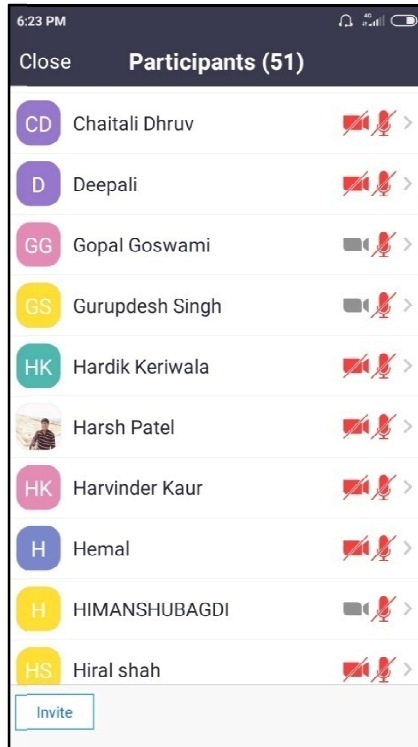 6:23 PM 4G
Close Participants (51)
CD Chaitali Dhruv
D Deepali
GG Gopal Goswami
GS Gurupdesh Singh
HK Hardik Keriwala
Harsh Patel
HK Harvinder Kaur
H Hemal
H HIMANSHUBAGDI
HS Hiral shah
Invite